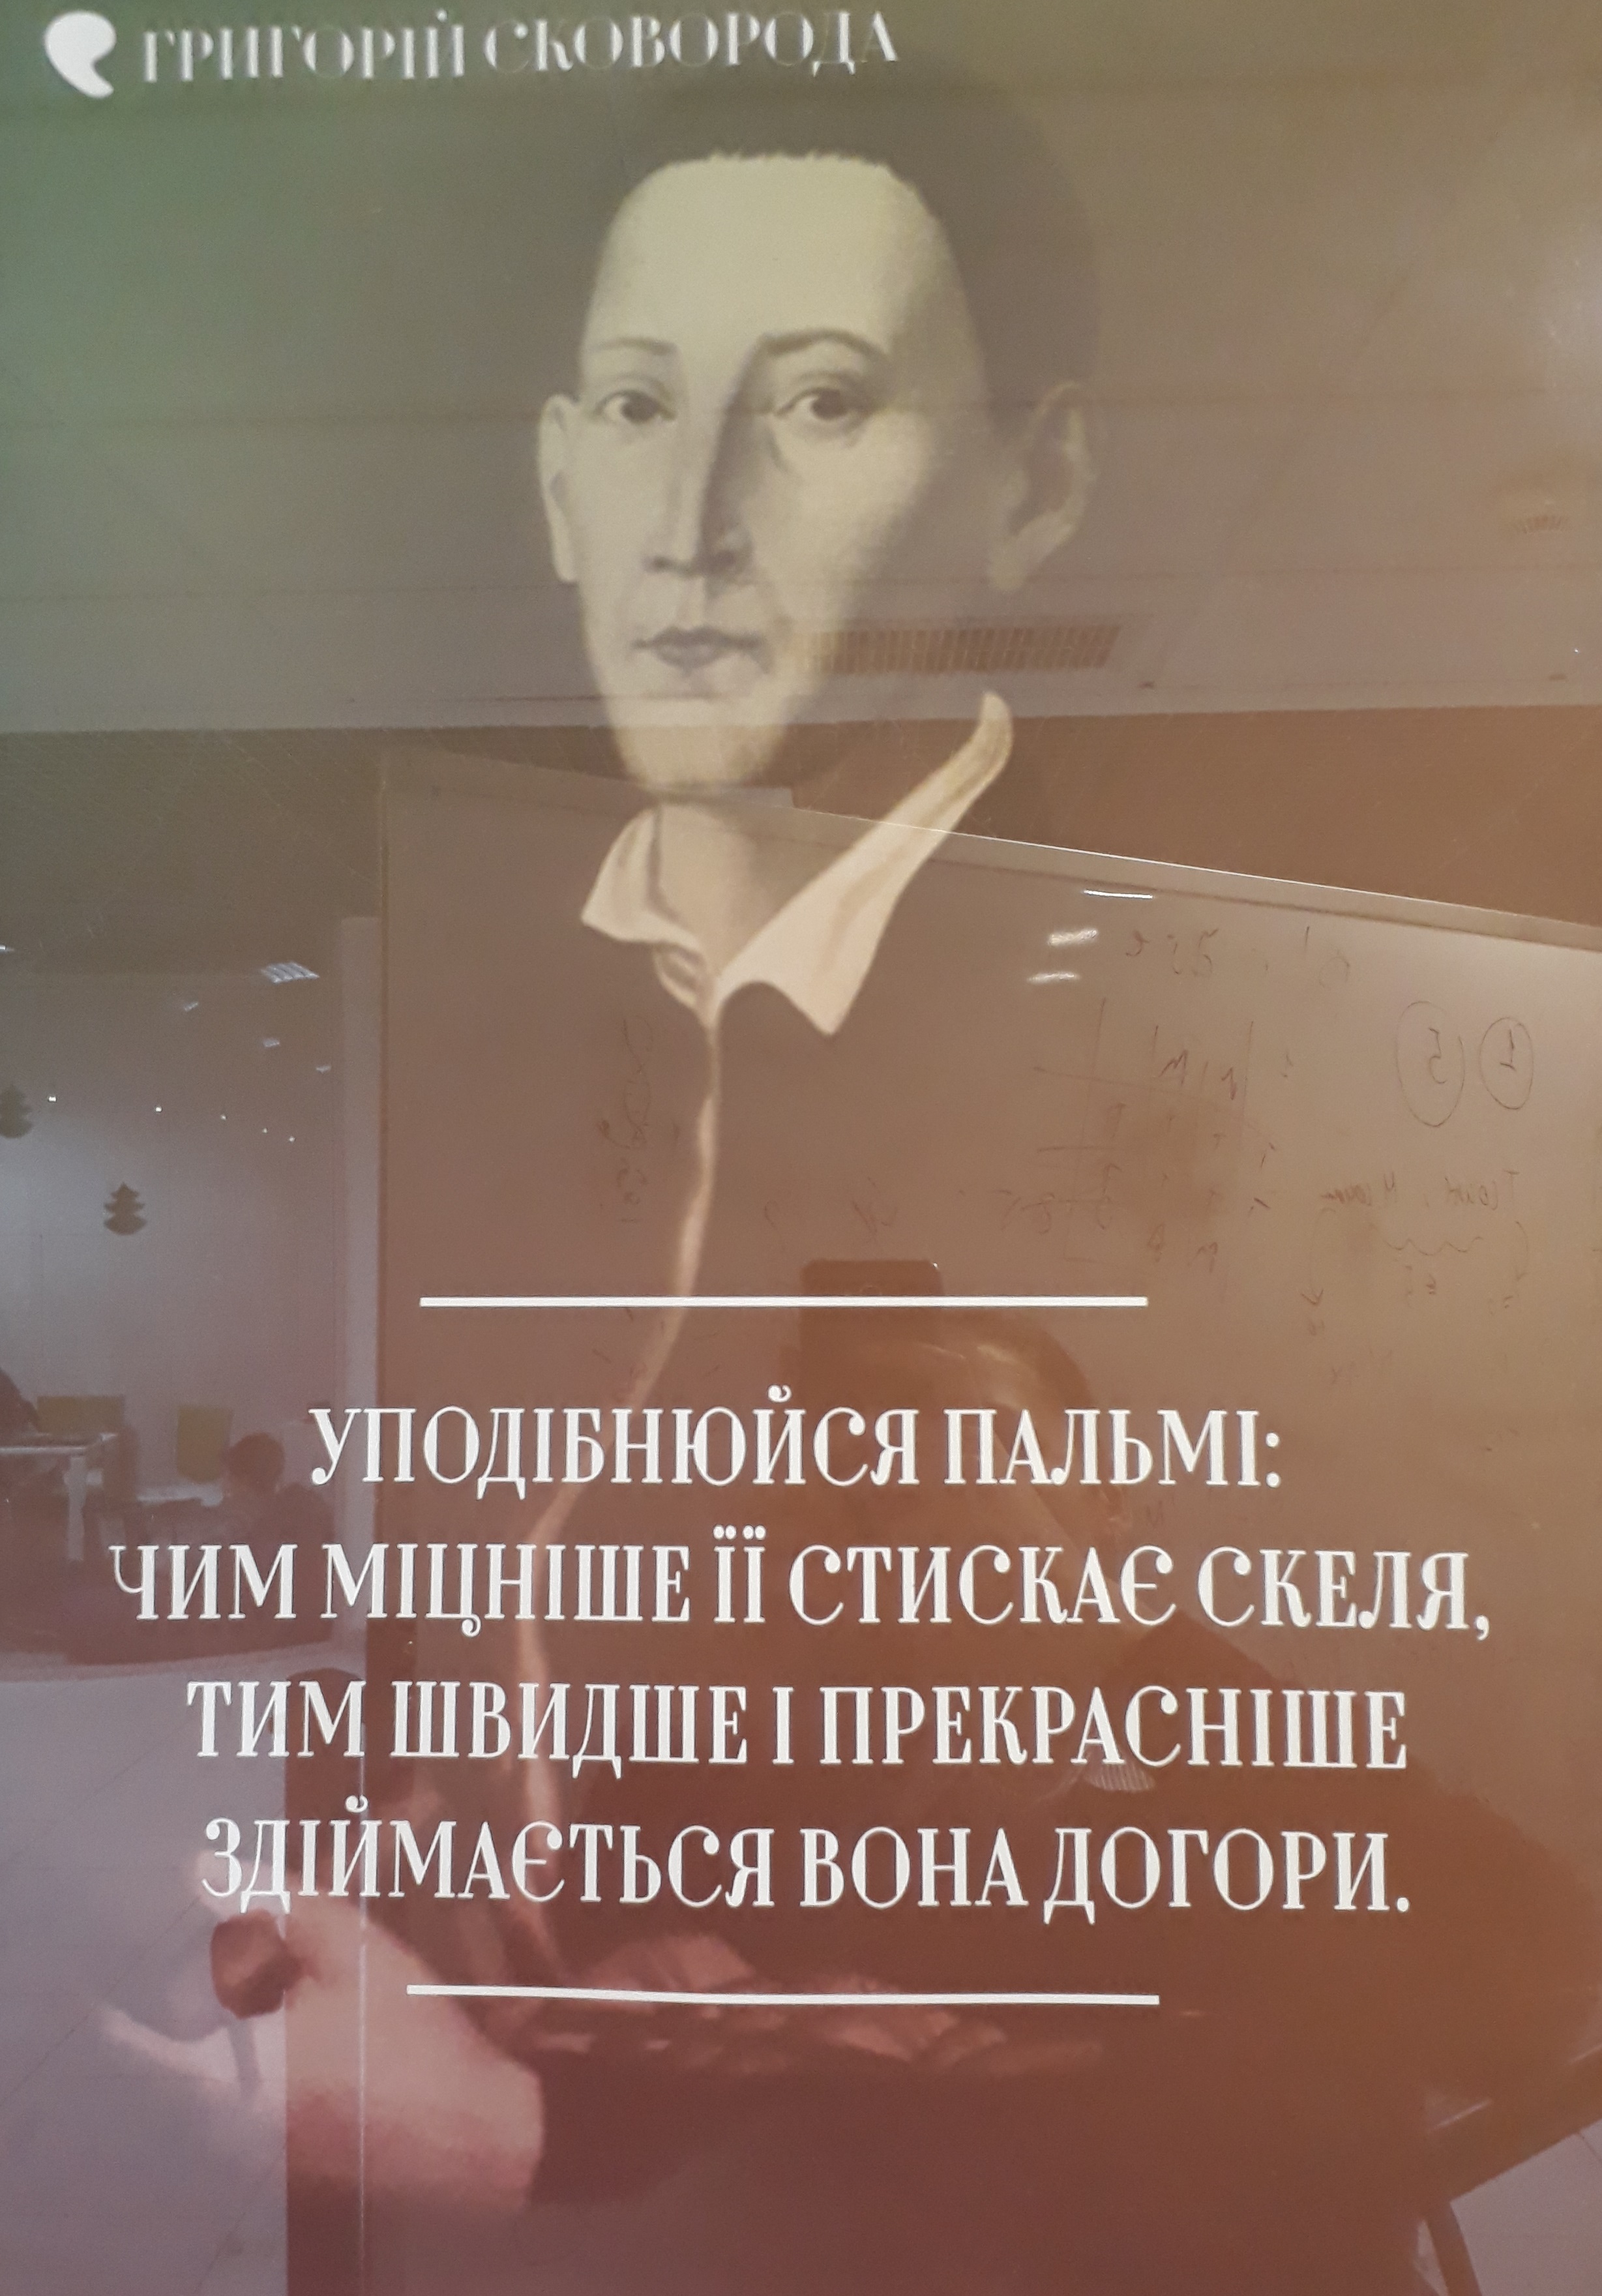 ГРИГОРІЙ СКОВОРОДА
УПОДІБНЮЙСЯ ПАЛЬМІ:
ЧИМ МІЦНІШЕ ЇЇ СТИСКАЄ СКЕЛЯ,
ТИМ ШВИДШЕ І ПРЕКРАСНІШЕ
ЗДІЙМАЄТЬСЯ ВОНА ДОГОРИ.